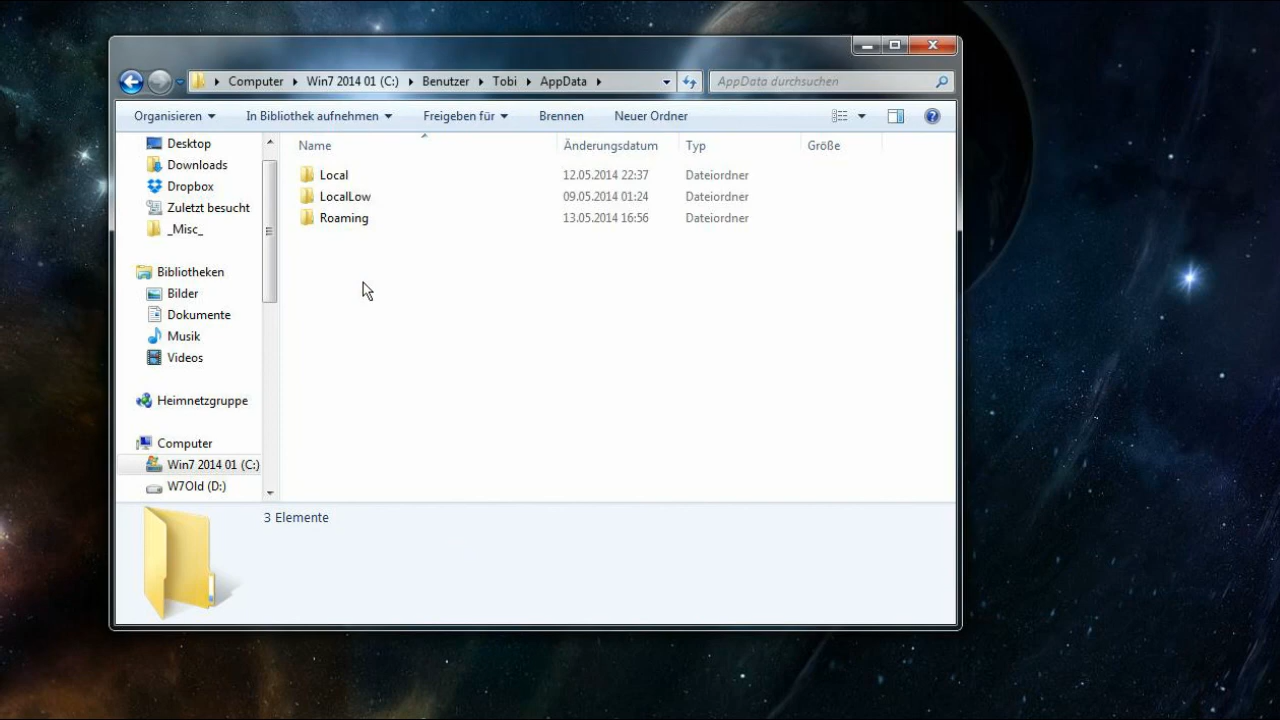 Computer ▸ Win7 2014 01 (C:) ▸ Benutzer ▸ Tobi ▸ AppData ▸
AppData durchsuchen
Organisieren In Bibliothek aufnehmen Freigeben für Brennen Neuer Ordner
Desktop
Downloads
Dropbox
Zuletzt besucht
_Misc_
Bibliotheken
Bilder
Dokumente
Musik
Videos
Heimnetzgruppe
Computer
Win7 2014 01 (C:)
W7Old (D:)
Name Änderungsdatum Typ Größe
Local 12.05.2014 22:37 Dateiordner
LocalLow 09.05.2014 01:24 Dateiordner
Roaming 13.05.2014 16:56 Dateiordner
3 Elemente